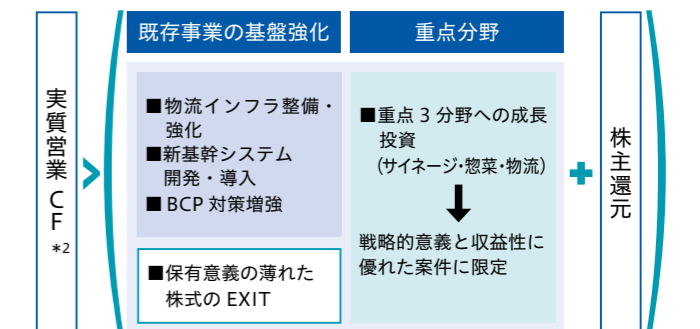 実質営業CF
*2
既存事業の基盤強化
■物流インフラ整備・
強化
■新基幹システム
開発・導入
■BCP 対策増強
■保有意義の薄れた
株式の EXIT
重点分野
■重点 3 分野への成長
投資
(サイネージ・惣菜・物流)
戦略的意義と収益性に
優れた案件に限定
株主還元